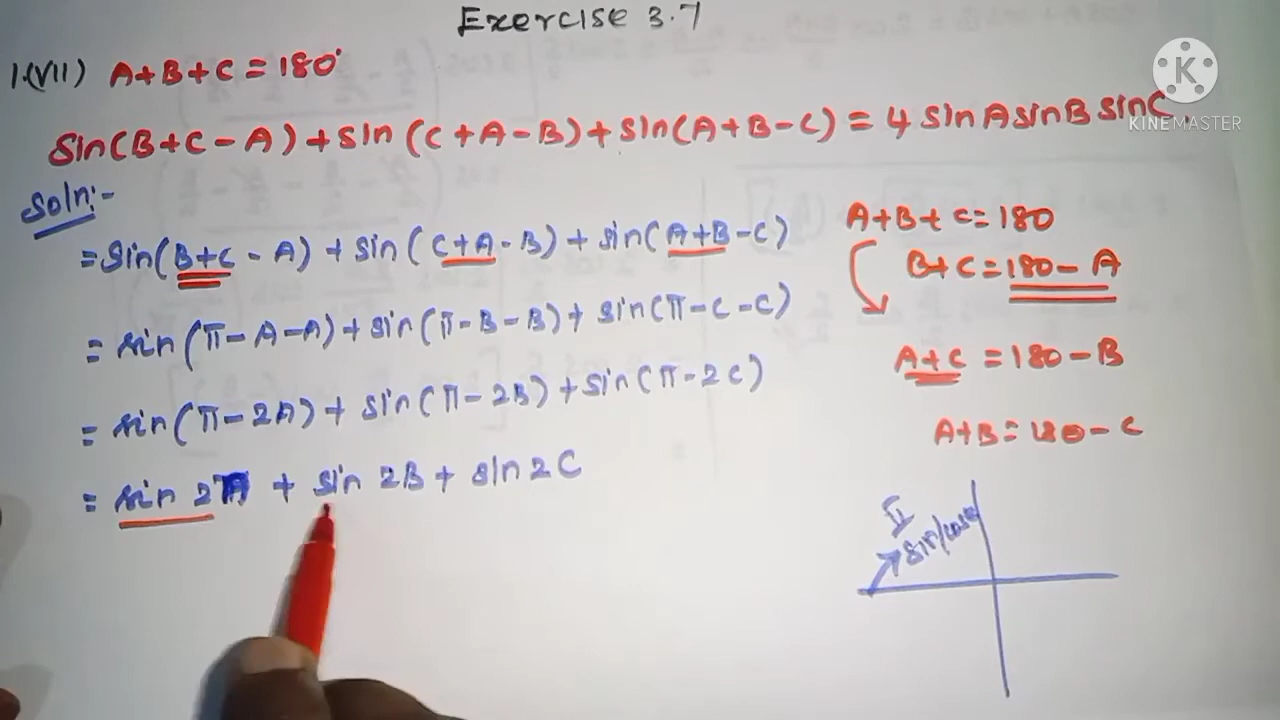 Exercise 3.7
1.(VII) A+B+C = 180°
Sin(B+C-A)+sin(C+A-B)+sin(A+B-C) = 4 sinA sinB sinC.
K
KINEMASTER
Soln:-
= sin(B+C-A) + sin(C+A-B) + sin(A+B-C)
= sin(π-A-A)+sin(π-B-B)+ sin(π-C-C)
= sin(π-2A)+ sin(π-2B)+sin(π-2C)
= sin 2A + sin 2B + sin 2C
A+B+C=180
B+C=180-A
A+C = 180-B
A+B=180-C
II
sin/cosec